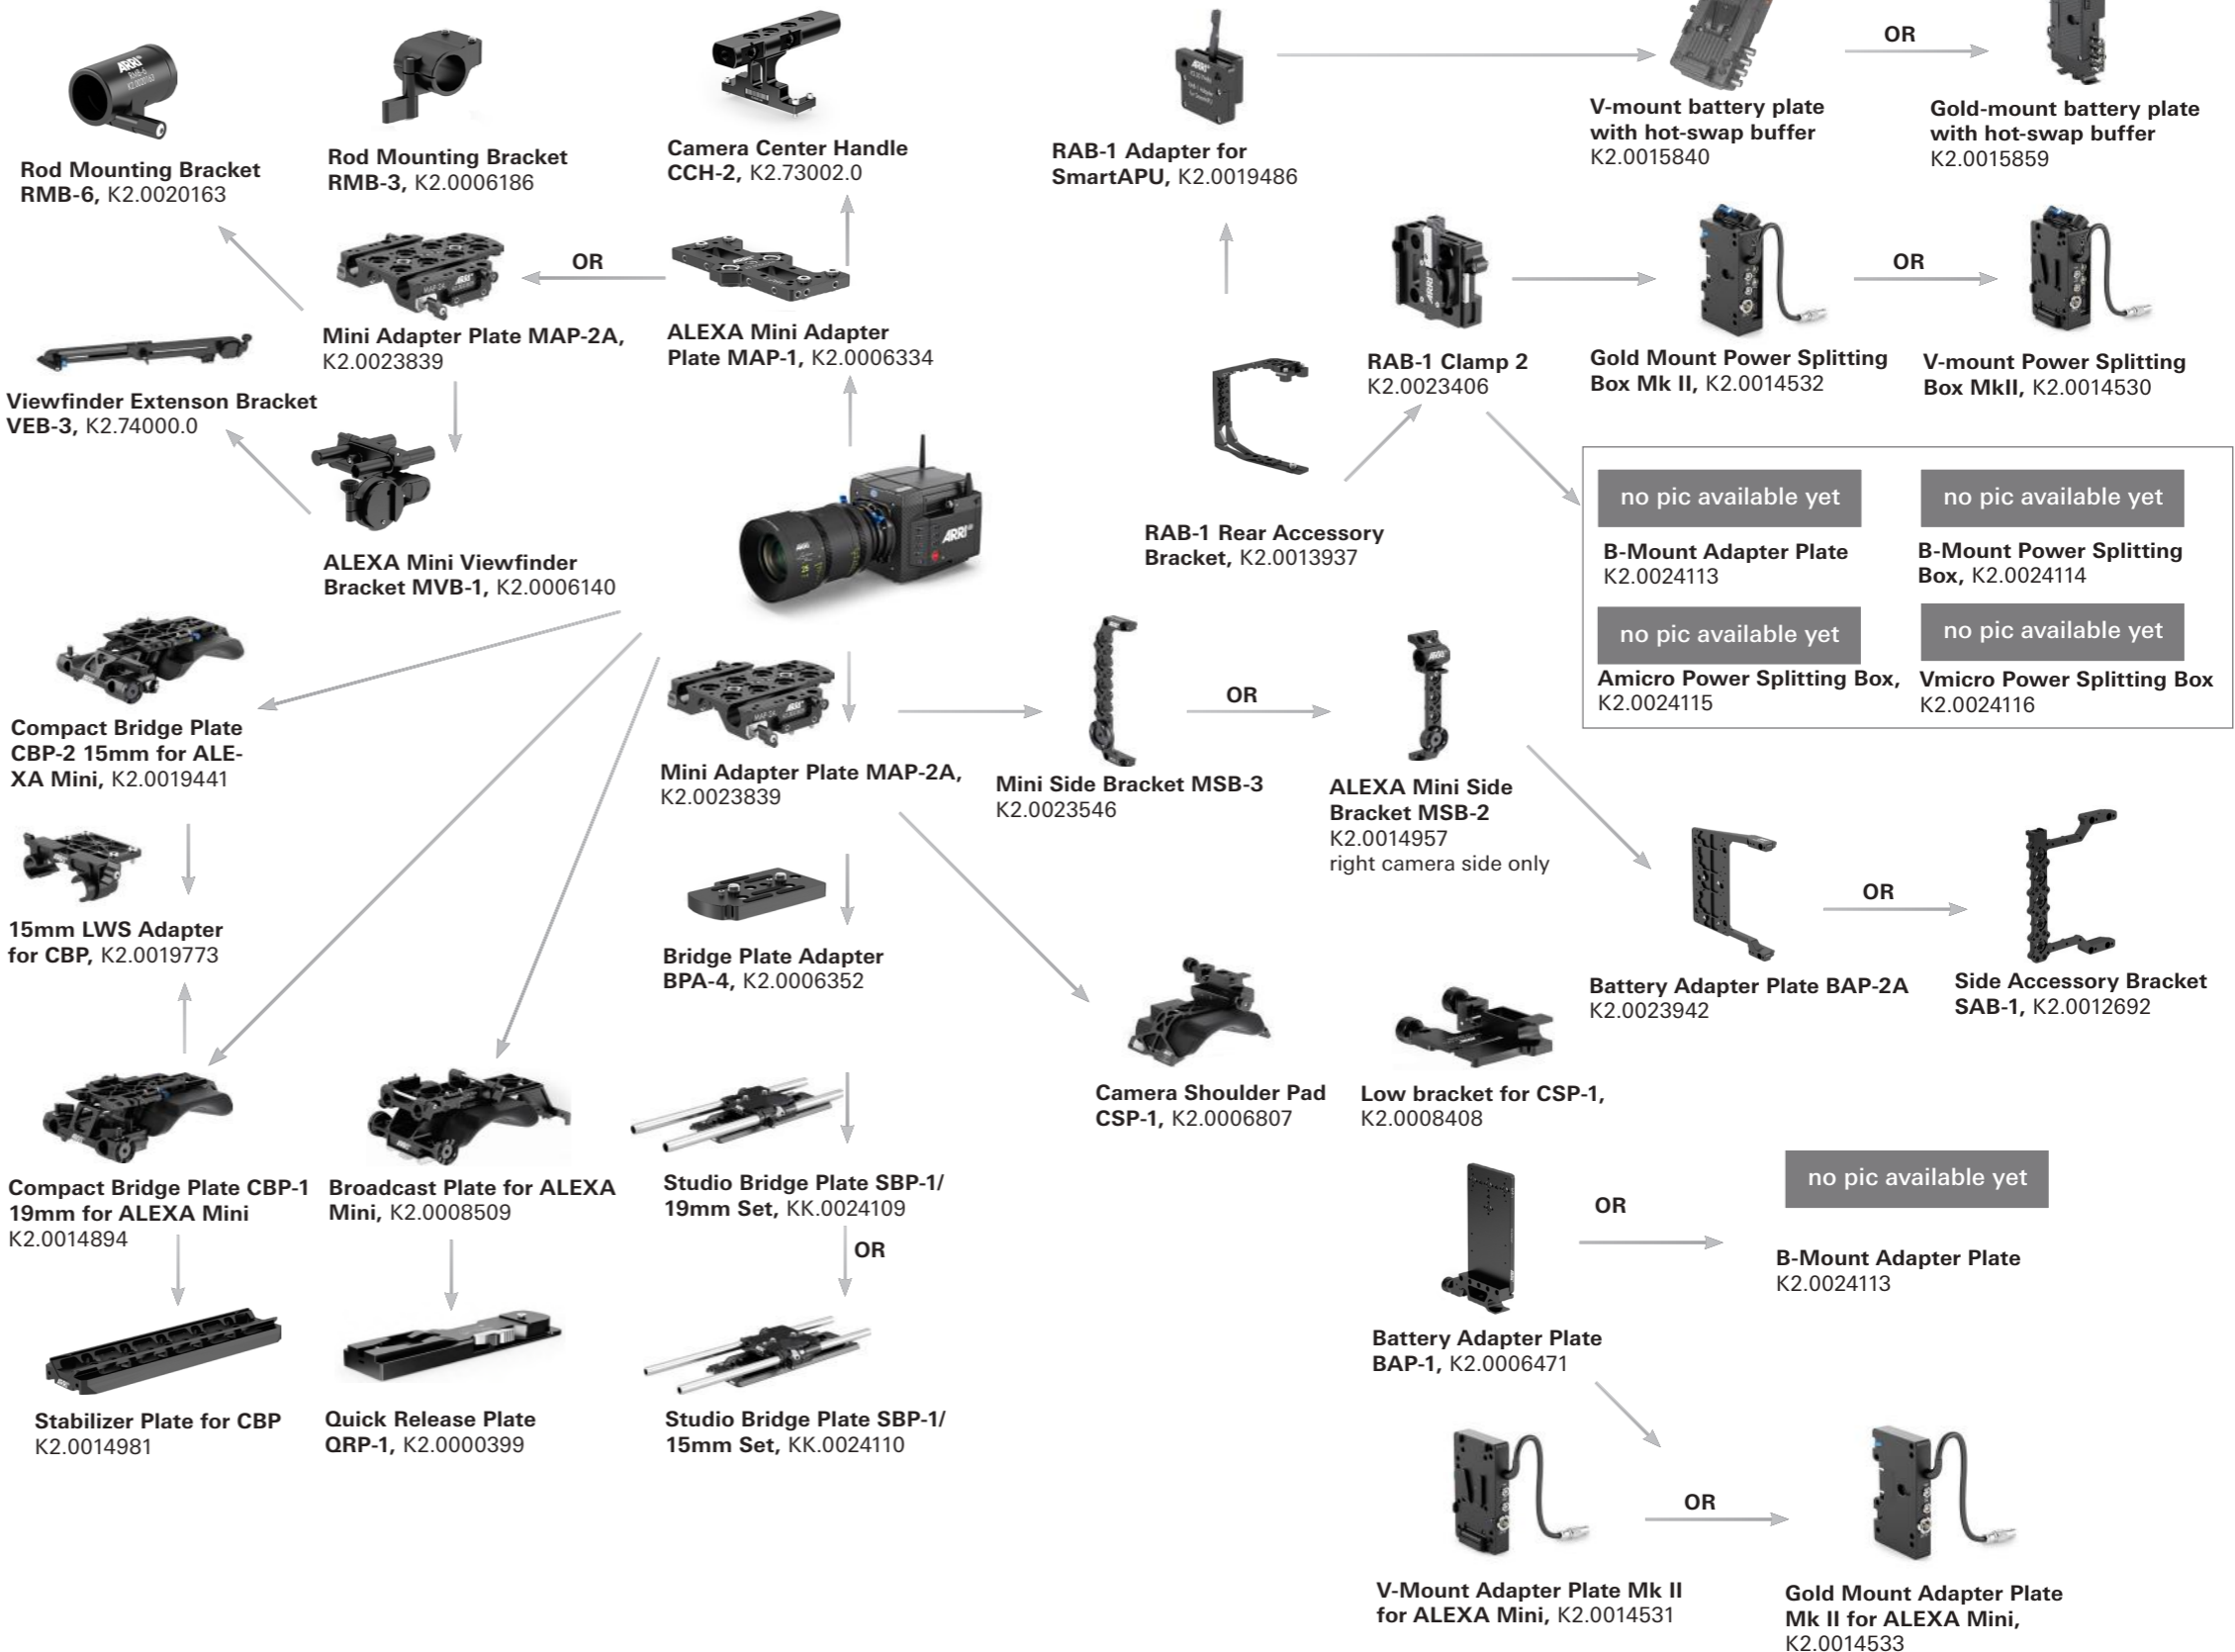 OR
V-mount battery plate
with hot-swap buffer
K2.0015840
Gold-mount battery plate
with hot-swap buffer
K2.0015859
Rod Mounting Bracket
RMB-6, K2.0020163
Rod Mounting Bracket
RMB-3, K2.0006186
Camera Center Handle
CCH-2, K2.73002.0
RAB-1 Adapter for
SmartAPU, K2.0019486
OR
OR
Mini Adapter Plate MAP-2A,
K2.0023839
ALEXA Mini Adapter
Plate MAP-1, K2.0006334
RAB-1 Clamp 2
K2.0023406
Gold Mount Power Splitting
Box Mk II, K2.0014532
V-mount Power Splitting
Box MkII, K2.0014530
Viewfinder Extenson Bracket
VEB-3, K2.74000.0
ALEXA Mini Viewfinder
Bracket MVB-1, K2.0006140
ARRI
RAB-1 Rear Accessory
Bracket, K2.0013937
no pic available yet
no pic available yet
B-Mount Adapter Plate
K2.0024113
B-Mount Power Splitting
Box, K2.0024114
no pic available yet
no pic available yet
Amicro Power Splitting Box,
K2.0024115
Vmicro Power Splitting Box
K2.0024116
Compact Bridge Plate
CBP-2 15mm for ALE-
XA Mini, K2.0019441
Mini Adapter Plate MAP-2A,
K2.0023839
Mini Side Bracket MSB-3
K2.0023546
OR
ALEXA Mini Side
Bracket MSB-2
K2.0014957
right camera side only
15mm LWS Adapter
for CBP, K2.0019773
Bridge Plate Adapter
BPA-4, K2.0006352
OR
Battery Adapter Plate BAP-2A
K2.0023942
Side Accessory Bracket
SAB-1, K2.0012692
Camera Shoulder Pad
CSP-1, K2.0006807
Low bracket for CSP-1,
K2.0008408
Compact Bridge Plate CBP-1
19mm for ALEXA Mini
K2.0014894
Broadcast Plate for ALEXA
Mini, K2.0008509
Studio Bridge Plate SBP-1/
19mm Set, KK.0024109
OR
OR
no pic available yet
B-Mount Adapter Plate
K2.0024113
Battery Adapter Plate
BAP-1, K2.0006471
Stabilizer Plate for CBP
K2.0014981
Quick Release Plate
QRP-1, K2.0000399
Studio Bridge Plate SBP-1/
15mm Set, KK.0024110
OR
V-Mount Adapter Plate Mk II
for ALEXA Mini, K2.0014531
Gold Mount Adapter Plate
Mk II for ALEXA Mini,
K2.0014533